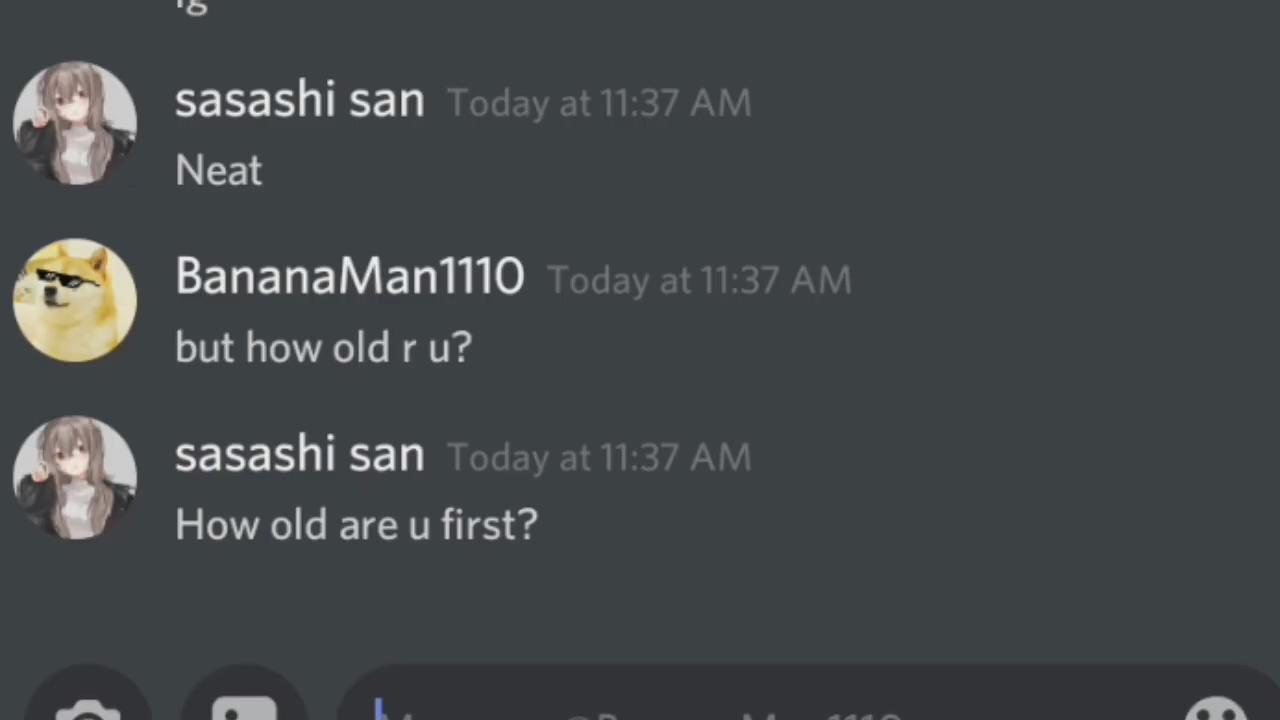 sasashi san Today at 11:37 AM
Neat
BananaMan1110 Today at 11:37 AM
but how old r u?
sasashi san Today at 11:37 AM
How old are u first?